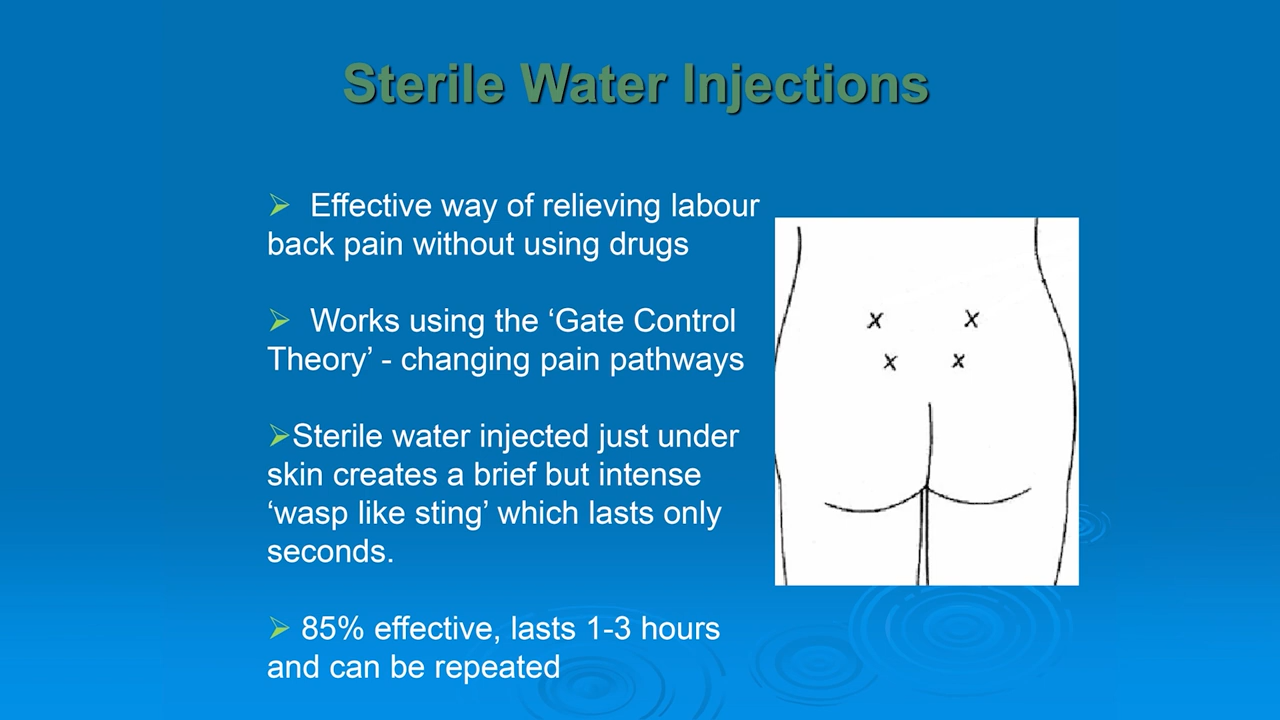 Sterile Water Injections
➢ Effective way of relieving labour
back pain without using drugs
➢ Works using the ‘Gate Control
Theory’ - changing pain pathways
➢Sterile water injected just under
skin creates a brief but intense
‘wasp like sting’ which lasts only
seconds.
➢ 85% effective, lasts 1-3 hours
and can be repeated
x x
x x